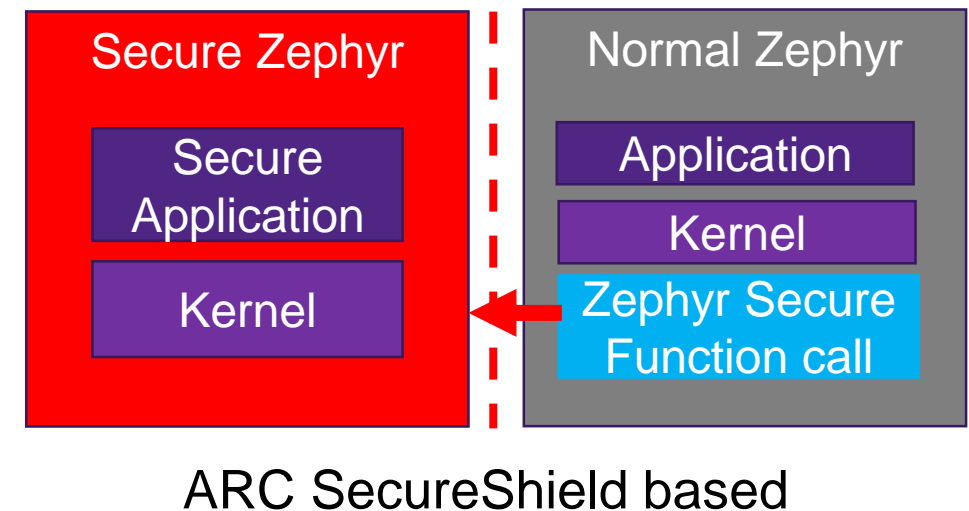 Secure Zephyr
Secure
Application
Kernel
Normal Zephyr
Application
Kernel
Zephyr Secure
Function call
ARC SecureShield based